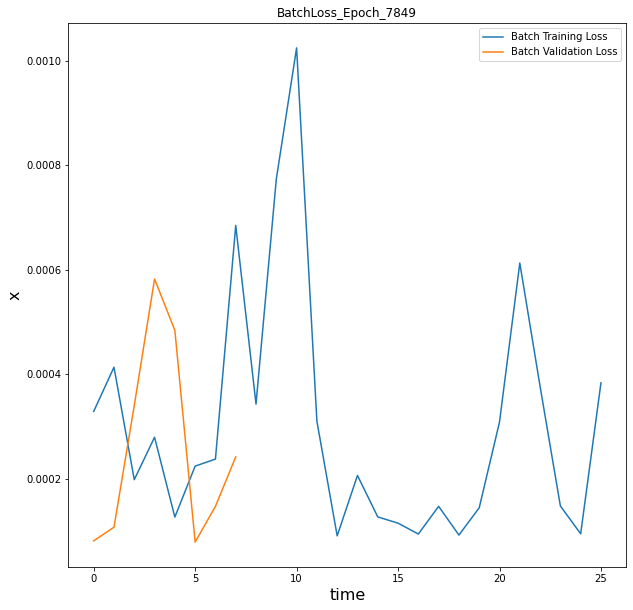 BatchLoss_Epoch_7849
Batch Training Loss
Batch Validation Loss
0.0010
0.0008
0.0006
0.0004
0.0002
x
0
5
10
15
20
25
time